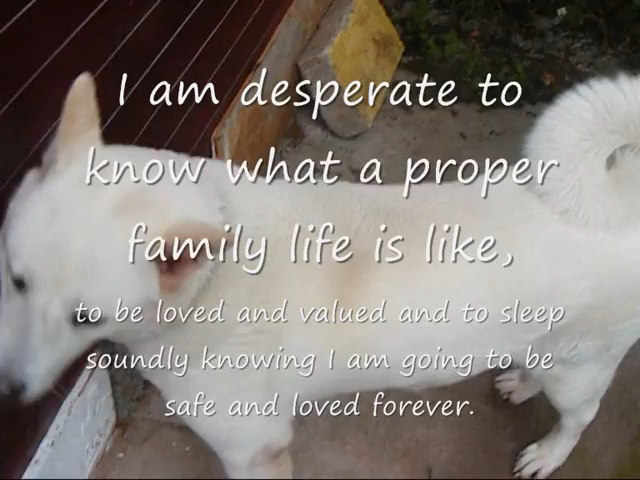 I am desperate to
know what a proper
family life is like,
to be loved and valued and to sleep
soundly knowing I am going to be
safe and loved forever.